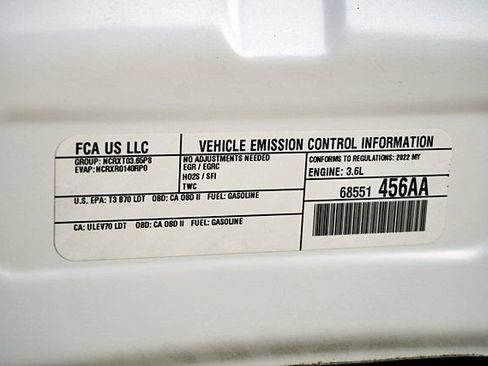 FCA US LLC
VEHICLE EMISSION CONTROL INFORMATION
GROUP: NCRXT03.65P8
EVAP: NCRXR0140RP0
NO ADJUSTMENTS NEEDED
EGR / EGRC
HO2S / SFI
TWC
CONFORMS TO REGULATIONS: 2022 MY
ENGINE: 3.6L
68551 456AA
U.S. EPA: T3 B70 LDT OBD: CA OBD II FUEL: GASOLINE
CA: ULEV70 LDT OBD: CA OBD II FUEL: GASOLINE